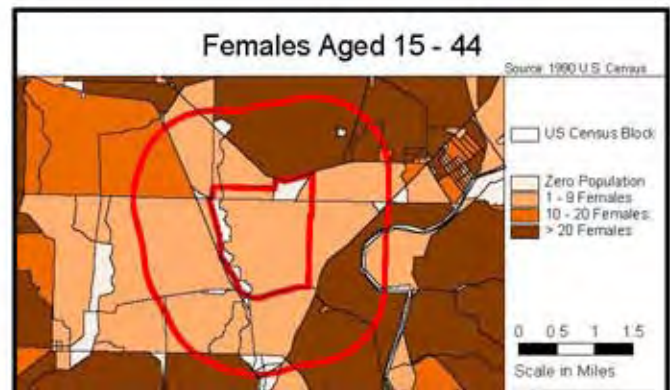 Females Aged 15 - 44
Source: 1990 U.S. Census
US Census Block
Zero Population
1 - 9 Females
10 - 20 Females
> 20 Females
0 0.5 1 1.5
Scale in Miles